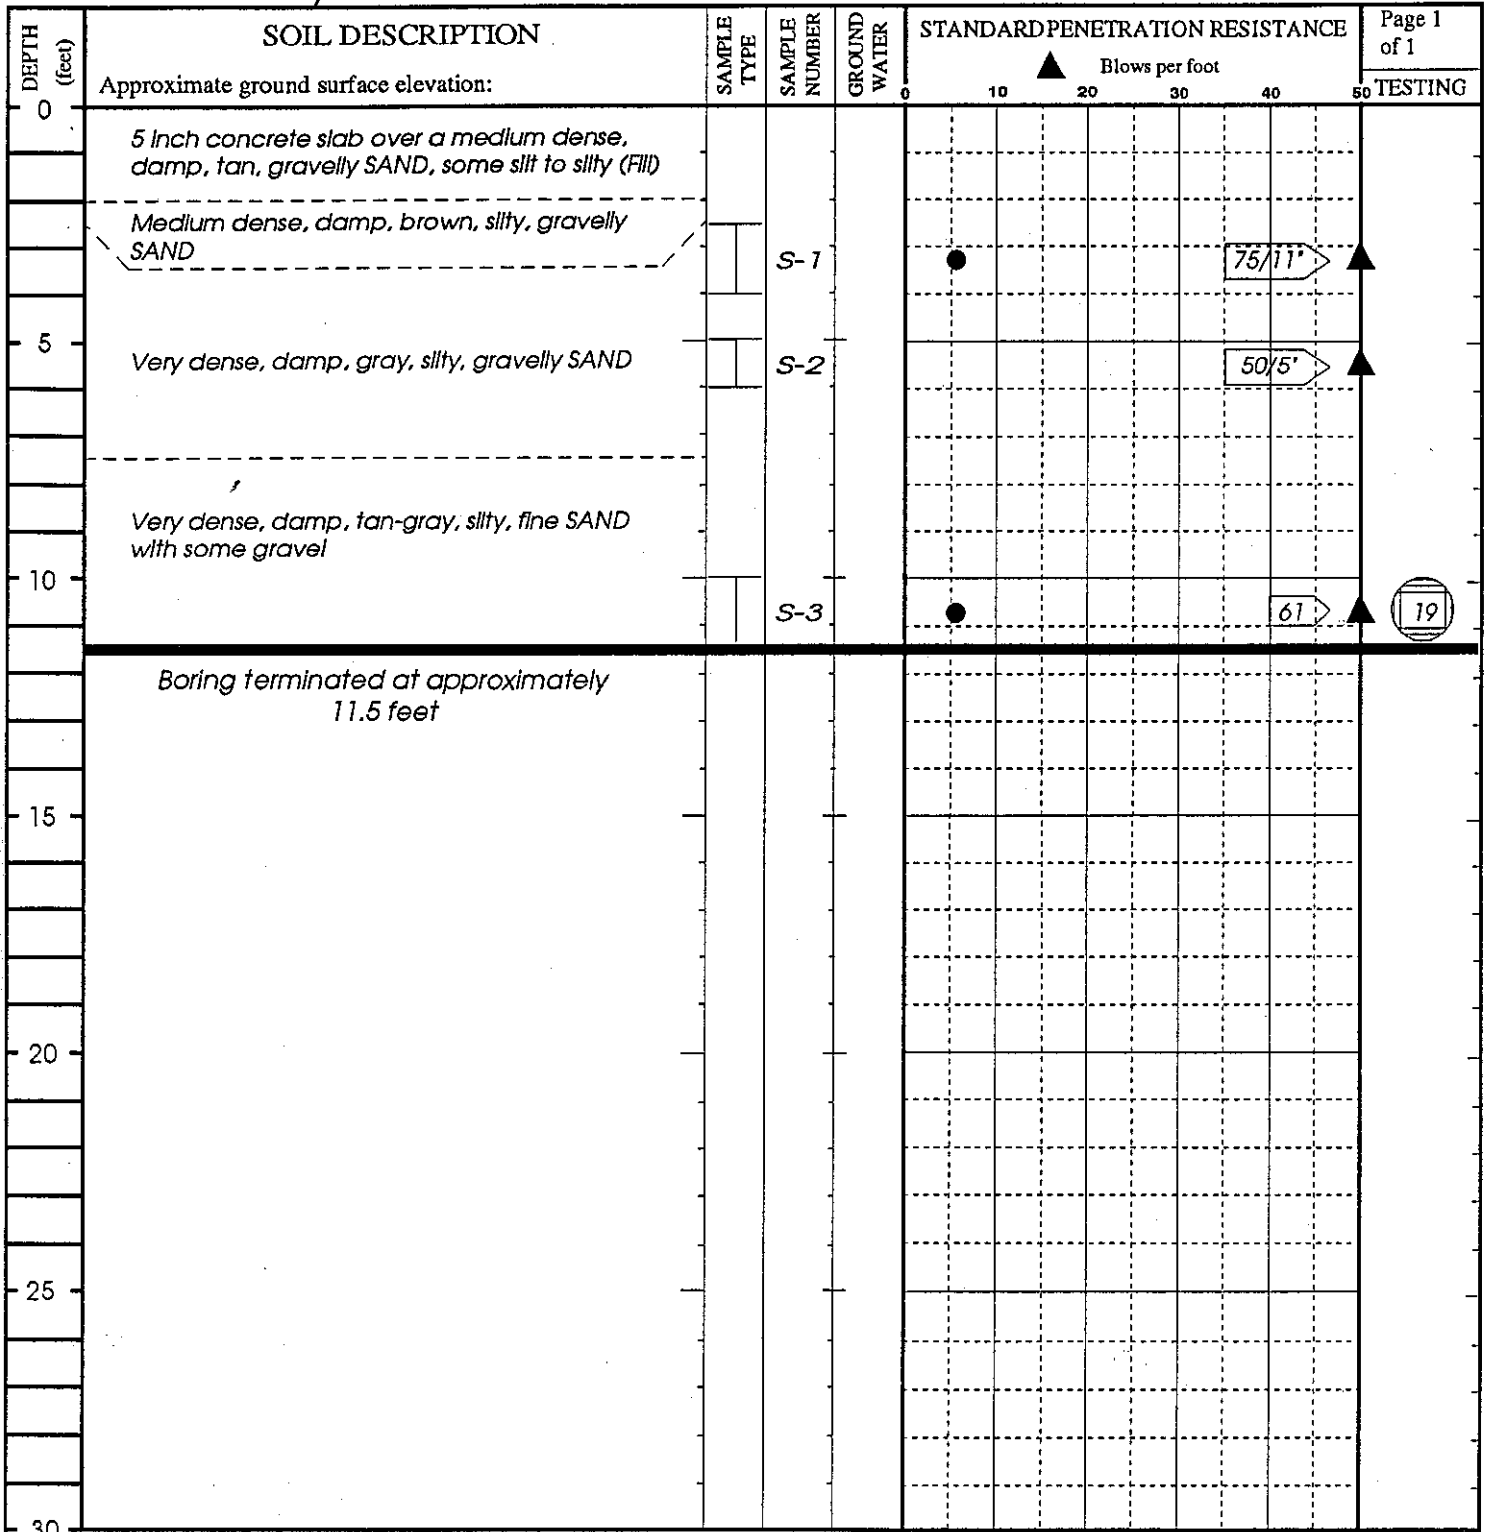 DEPTH
(feet)
SOIL DESCRIPTION
Approximate ground surface elevation:
SAMPLE
TYPE
SAMPLE
NUMBER
GROUND
WATER
STANDARD PENETRATION RESISTANCE
▲ Blows per foot
0 10 20 30 40 50
Page 1
of 1
TESTING
0
5 inch concrete slab over a medium dense,
damp, tan, gravelly SAND, some silt to silty (Fill)
Medium dense, damp, brown, silty, gravelly
SAND
S-1
75/11"
5
Very dense, damp, gray, silty, gravelly SAND
S-2
50/5"
Very dense, damp, tan-gray, silty, fine SAND
with some gravel
10
S-3
61
19
Boring terminated at approximately
11.5 feet
15
20
25
30